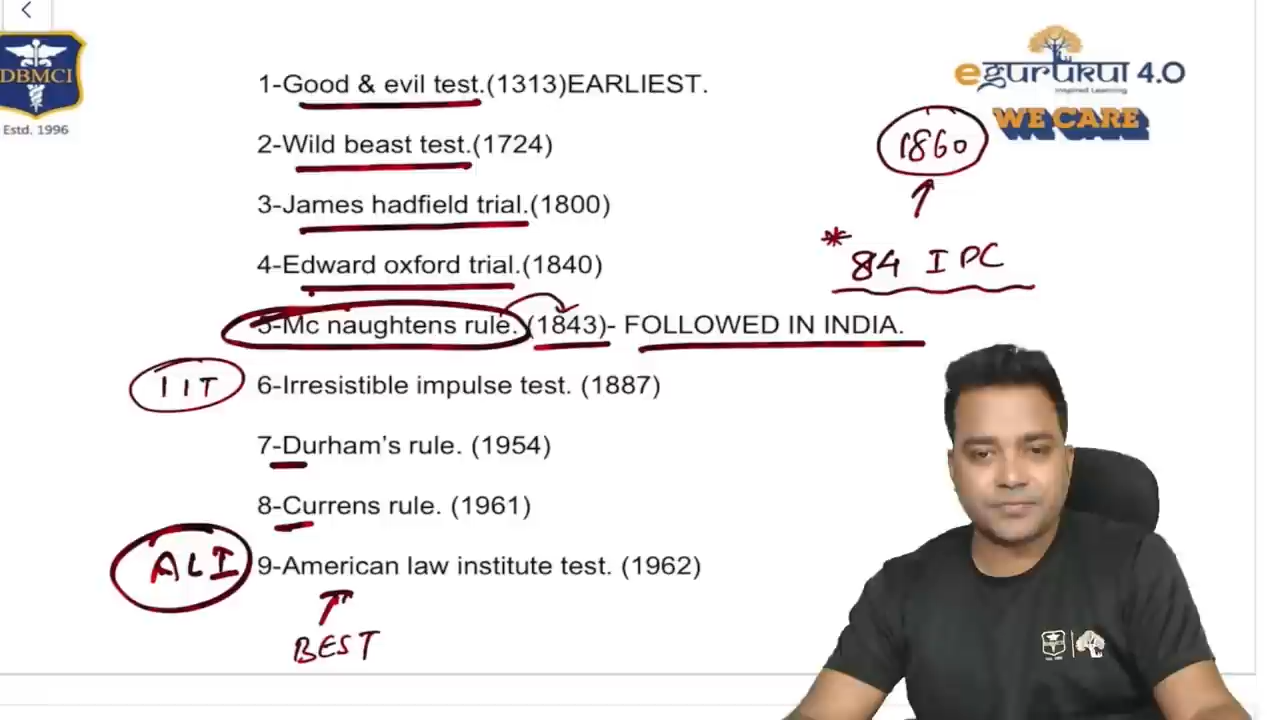 DBMCI
Estd. 1996
egurukul 4.0
Inspired Learning
WE CARE
1-Good & evil test.(1313)EARLIEST.
2-Wild beast test.(1724)
3-James hadfield trial.(1800)
4-Edward oxford trial.(1840)
5-Mc naughtens rule. (1843)- FOLLOWED IN INDIA.
6-Irresistible impulse test. (1887)
7-Durham's rule. (1954)
8-Currens rule. (1961)
9-American law institute test. (1962)
1860
* 84 IPC
IIT
ALI
BEST
DBMCI